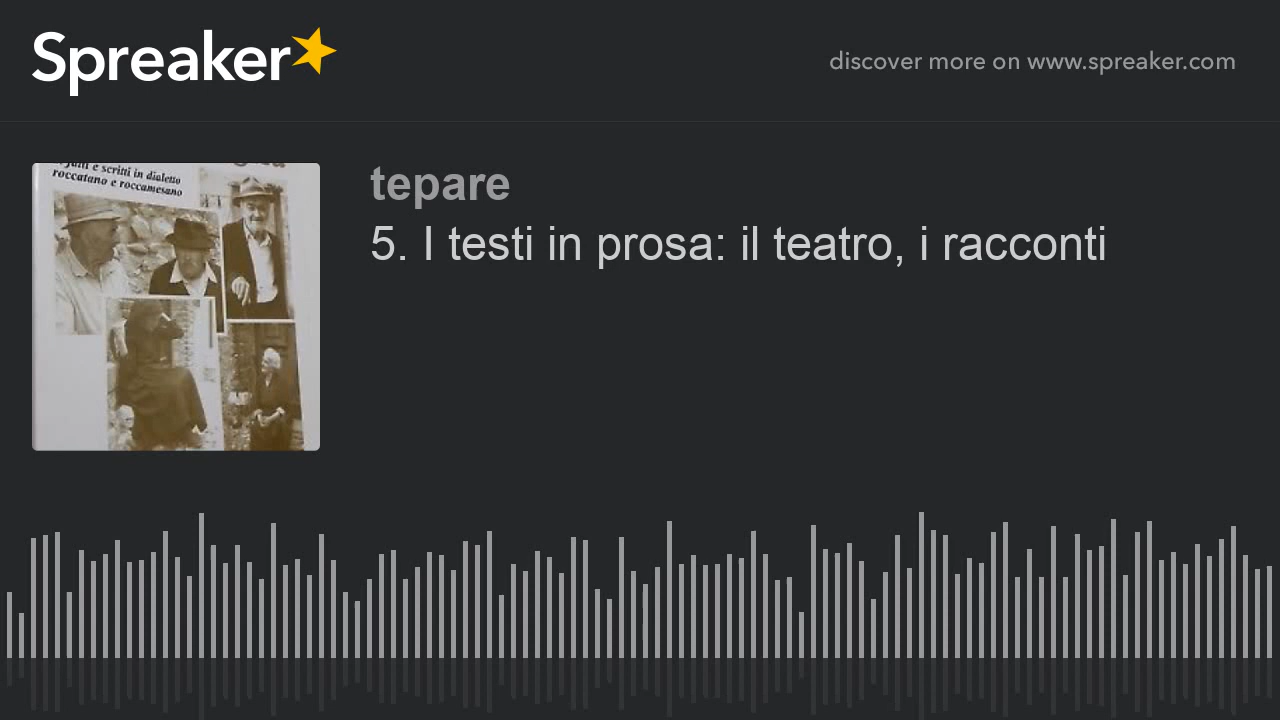 Spreaker
discover more on www.spreaker.com
e scritti in dialetto
roccatano e roccamesano
tepare
5. I testi in prosa: il teatro, i racconti